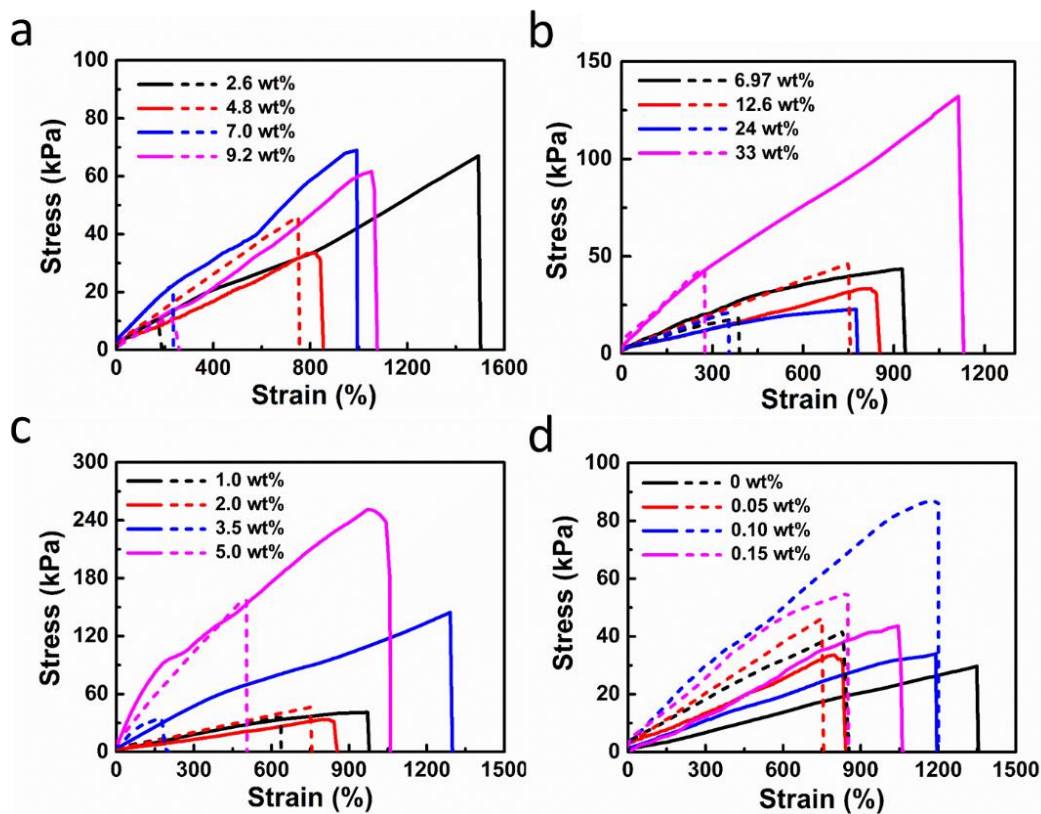 a
100
80
60
40
20
0
Stress (kPa)
2.6 wt%
4.8 wt%
7.0 wt%
9.2 wt%
0 400 800 1200 1600
Strain (%)
b
150
100
50
0
Stress (kPa)
6.97 wt%
12.6 wt%
24 wt%
33 wt%
0 300 600 900 1200
Strain (%)
c
300
240
180
120
60
0
Stress (kPa)
1.0 wt%
2.0 wt%
3.5 wt%
5.0 wt%
0 300 600 900 1200 1500
Strain (%)
d
100
80
60
40
20
0
Stress (kPa)
0 wt%
0.05 wt%
0.10 wt%
0.15 wt%
0 300 600 900 1200 1500
Strain (%)